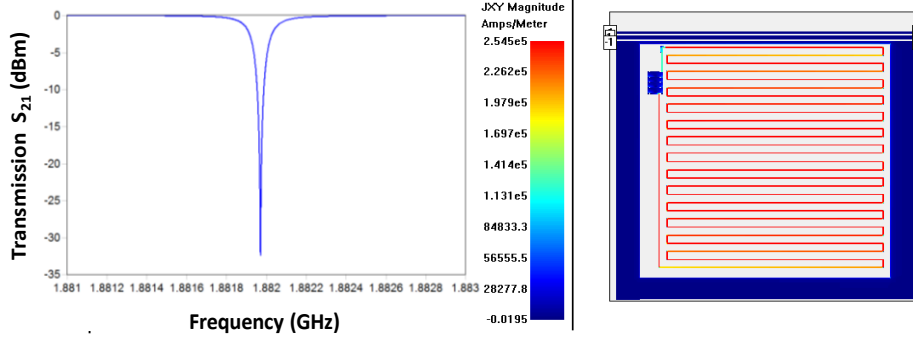 Transmission S21 (dBm)
0
-5
-10
-15
-20
-25
-30
-35
1.881 1.8812 1.8814 1.8816 1.8818 1.882 1.8822 1.8824 1.8826 1.8828 1.883
Frequency (GHz)
JXY Magnitude
Amps/Meter
2.545e5
2.262e5
1.979e5
1.697e5
1.414e5
1.131e5
84833.3
56555.5
28277.8
-0.0195
-1